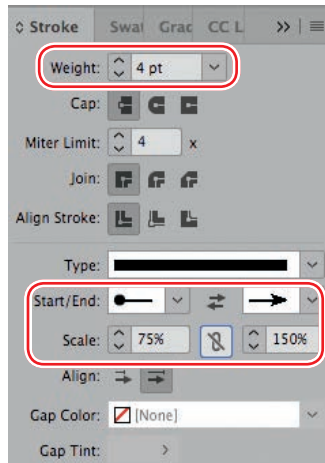 Stroke Swat Grac CC L
Weight: 4 pt
Cap:
Miter Limit: 4 x
Join:
Align Stroke:
Type:
Start/End:
Scale: 75% 150%
Align:
Gap Color: [None]
Gap Tint: